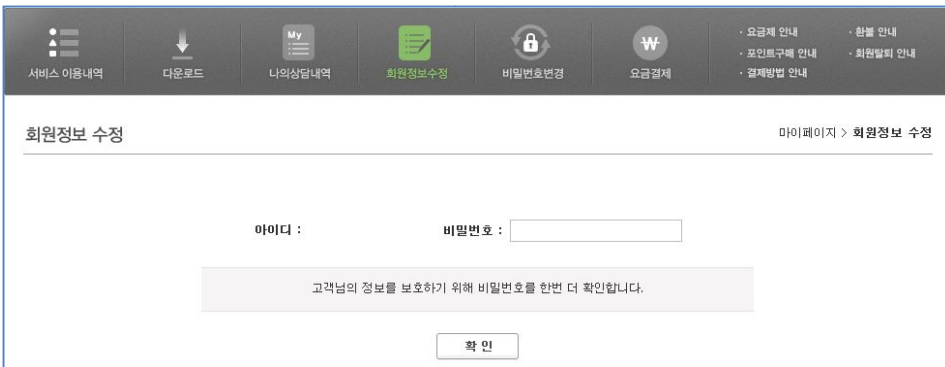 · 요금제 안내 · 환불 안내
My
· 포인트구매 안내 · 회원탈퇴 안내
서비스 이용내역 다운로드 나의상담내역 회원정보수정 비밀번호변경 요금결제 · 결제방법 안내
회원정보 수정 마이페이지 > 회원정보 수정
아이디 : 비밀번호 :
고객님의 정보를 보호하기 위해 비밀번호를 한번 더 확인합니다.
확 인